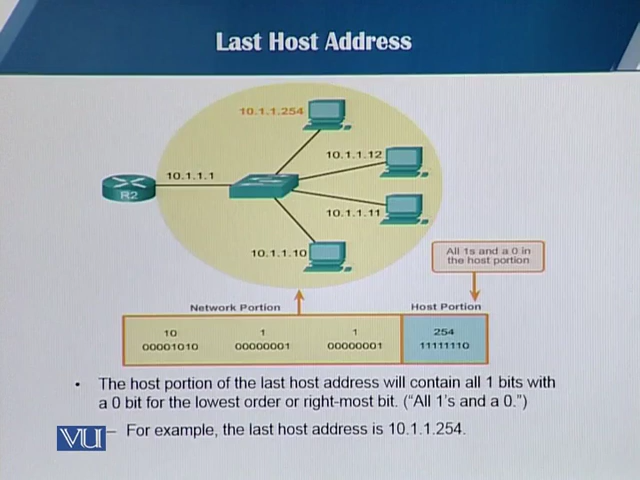 Last Host Address
10.1.1.254
10.1.1.12
10.1.1.1
R2
10.1.1.11
10.1.1.10
All 1s and a 0 in
the host portion
Network Portion
Host Portion
10 1 1 254
00001010 00000001 00000001 11111110
• The host portion of the last host address will contain all 1 bits with
a 0 bit for the lowest order or right-most bit. ("All 1's and a 0.")
– For example, the last host address is 10.1.1.254.
VU